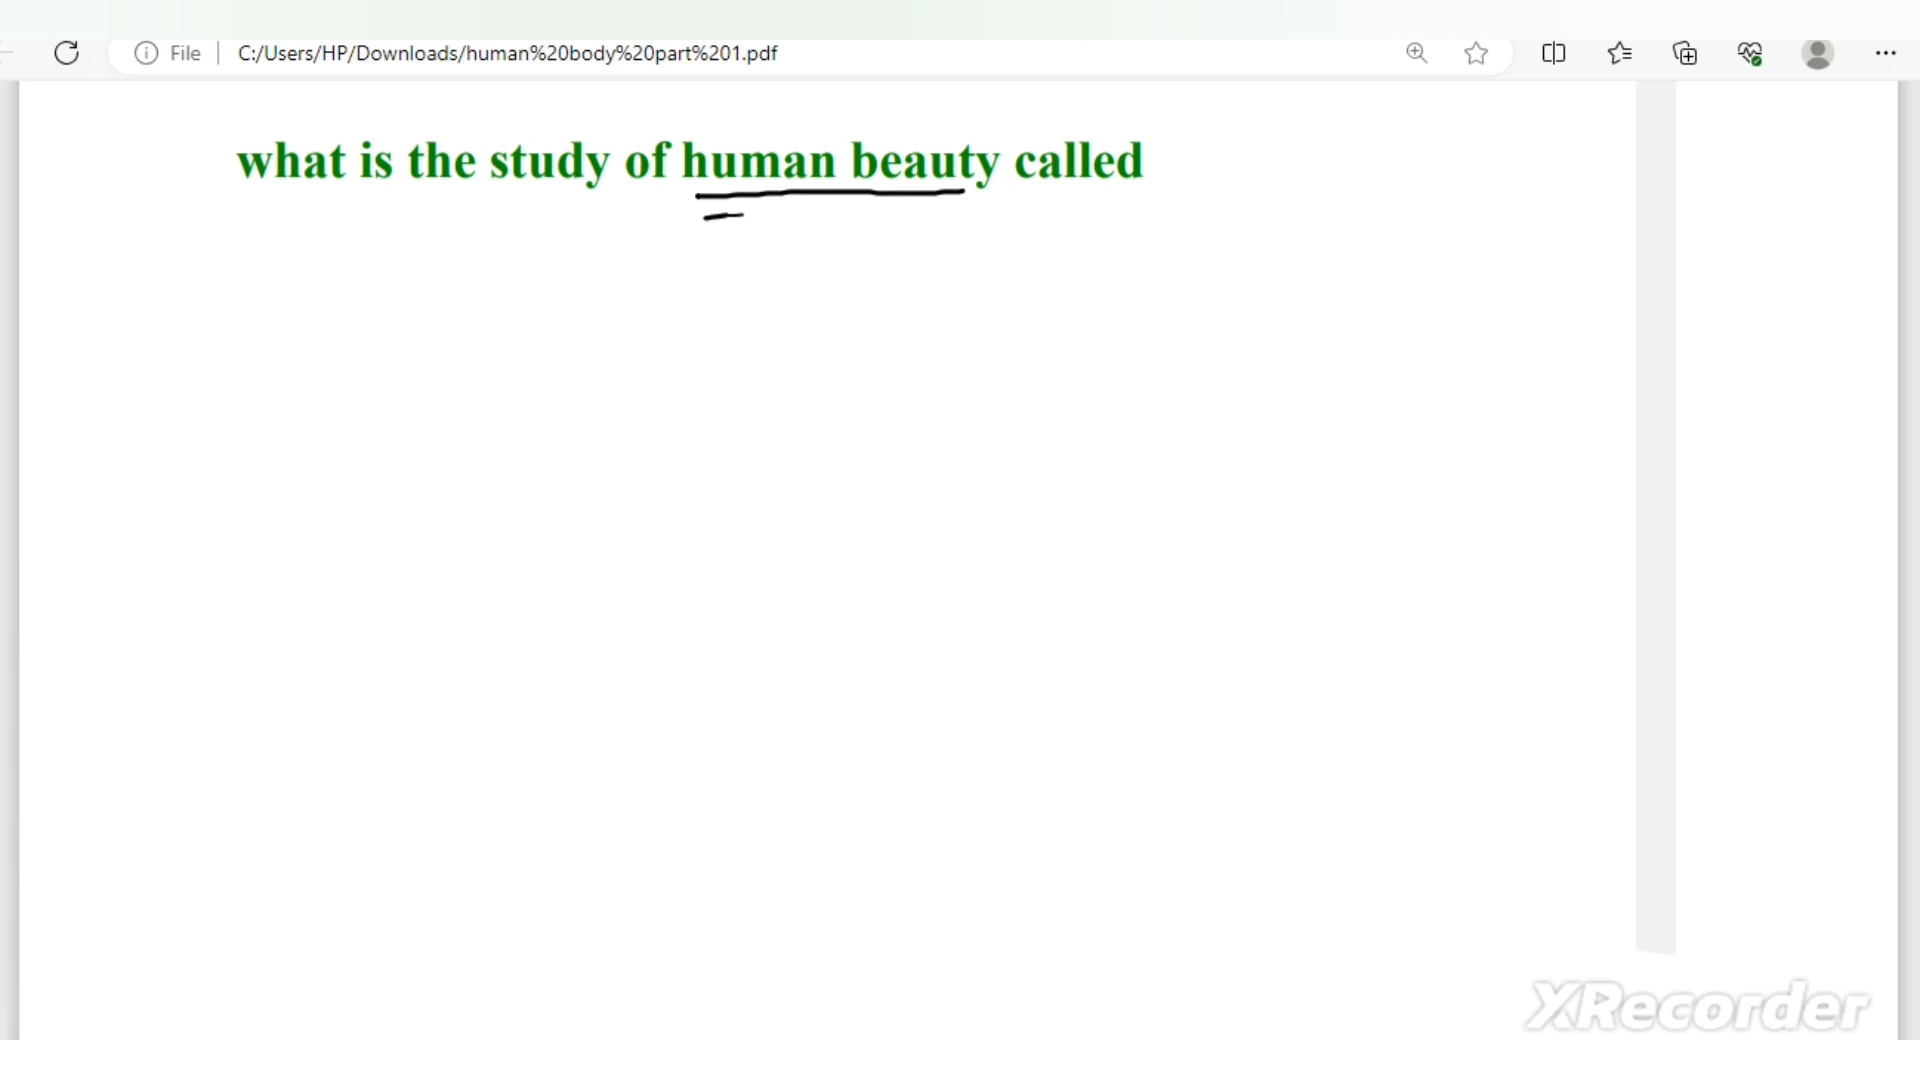 File C:/Users/HP/Downloads/human%20body%20part%201.pdf
what is the study of human beauty called
XRecorder